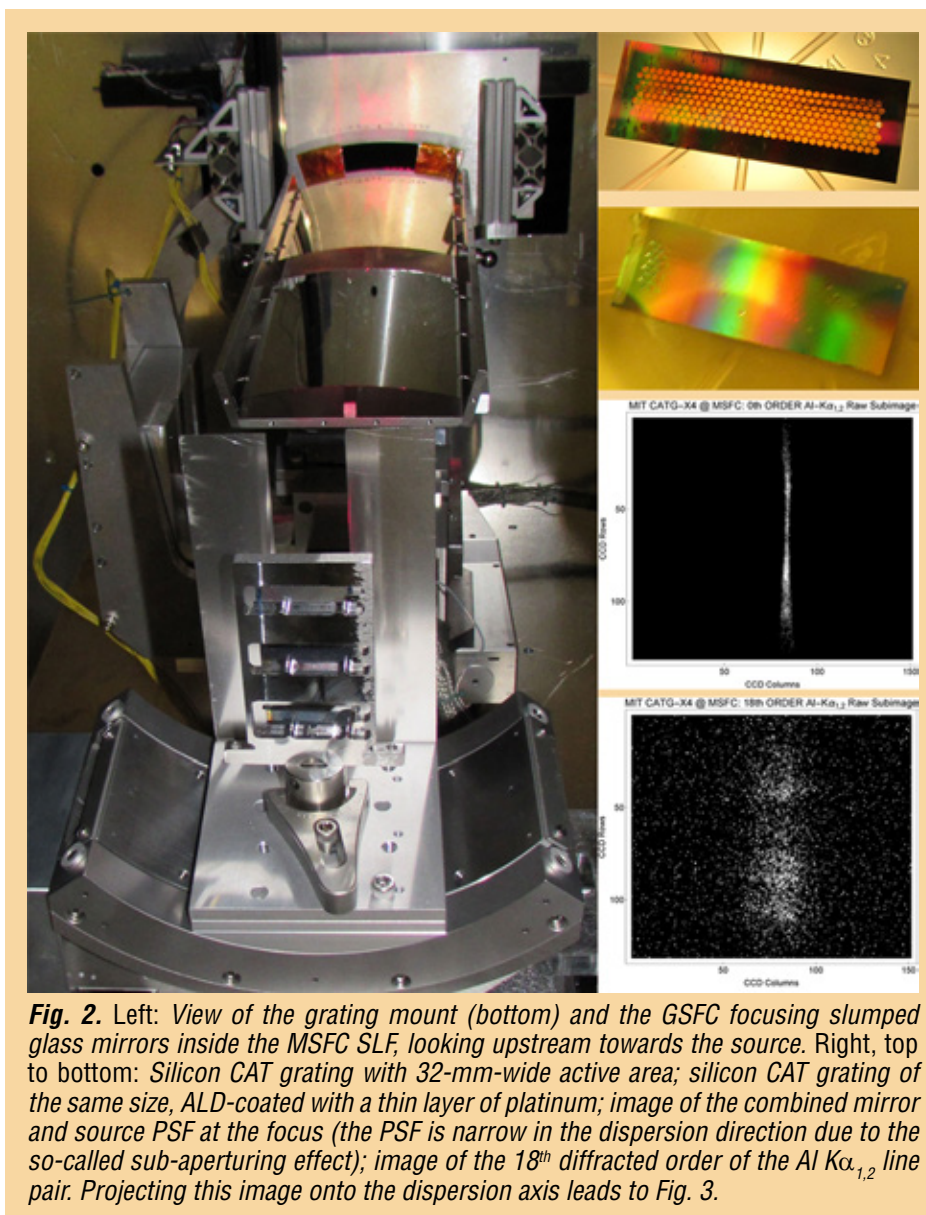 MIT CATG-X4 @ MSFC: 0th ORDER Al-Kα1,2 Raw Subimage
50
100
CCD Rows
50
100
150
CCD Columns
MIT CATG-X4 @ MSFC: 18th ORDER Al-Kα1,2 Raw Subimage
50
100
CCD Rows
50
100
150
CCD Columns
Fig. 2. Left: View of the grating mount (bottom) and the GSFC focusing slumped
glass mirrors inside the MSFC SLF, looking upstream towards the source. Right, top
to bottom: Silicon CAT grating with 32-mm-wide active area; silicon CAT grating of
the same size, ALD-coated with a thin layer of platinum; image of the combined mirror
and source PSF at the focus (the PSF is narrow in the dispersion direction due to the
so-called sub-aperturing effect); image of the 18th diffracted order of the Al Kα1,2 line
pair. Projecting this image onto the dispersion axis leads to Fig. 3.